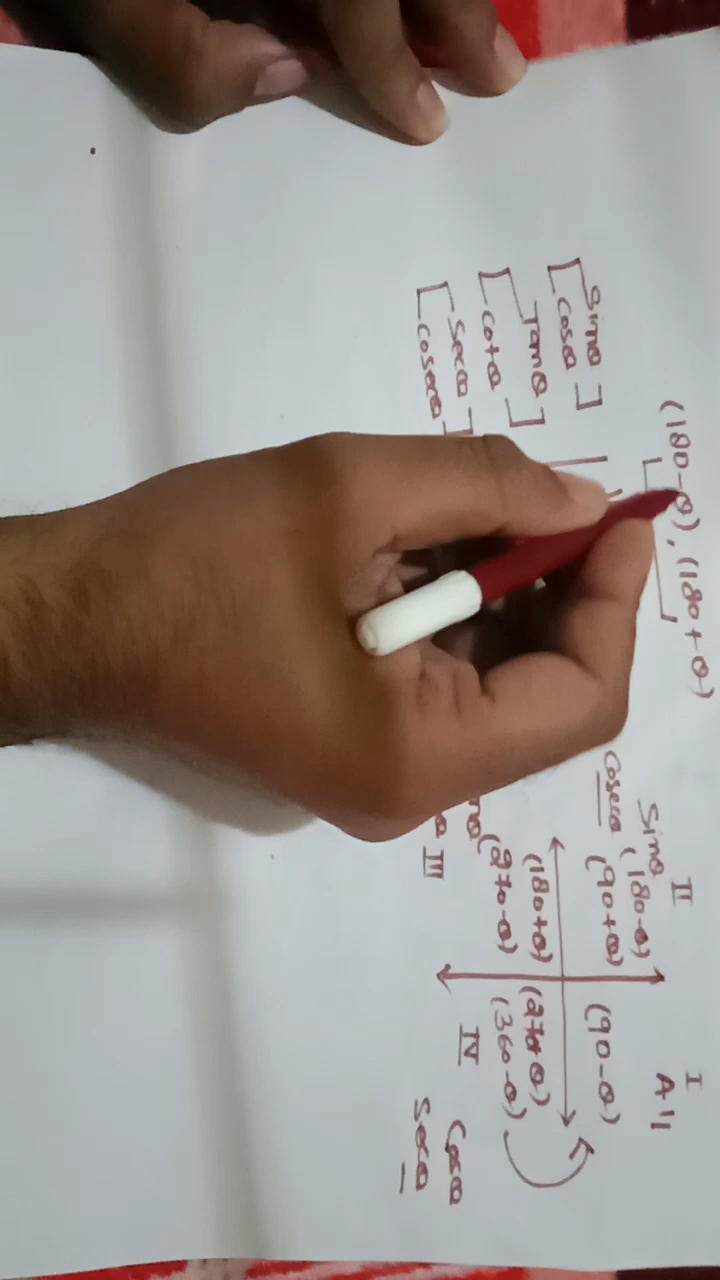 (180-θ), (180+θ)
[Sinθ]
[Cosθ]
[Tanθ]
[Cotθ]
[Secθ]
[Cosecθ]
II
Sinθ (180-θ)
Cosecθ (90+θ)
I
All
(90-θ)
(180+θ)
(270-θ)
III
(270+θ)
(360-θ)
IV
Cosθ
Secθ